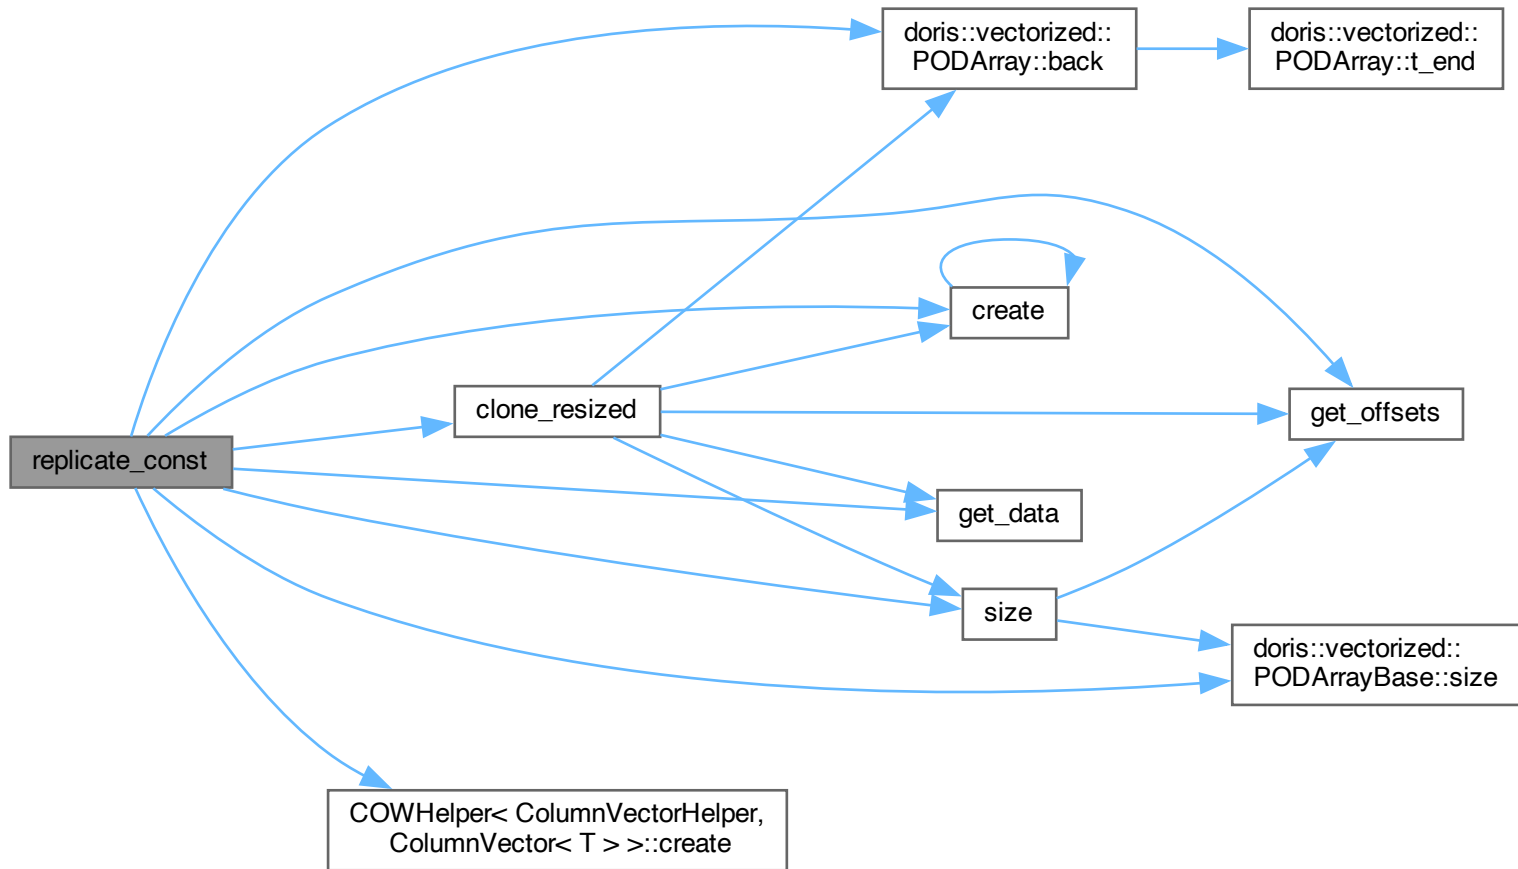 doris::vectorized::
PODArray::back
doris::vectorized::
PODArray::t_end
create
clone_resized
get_offsets
replicate_const
get_data
size
doris::vectorized::
PODArrayBase::size
COWHelper< ColumnVectorHelper,
ColumnVector< T > >::create